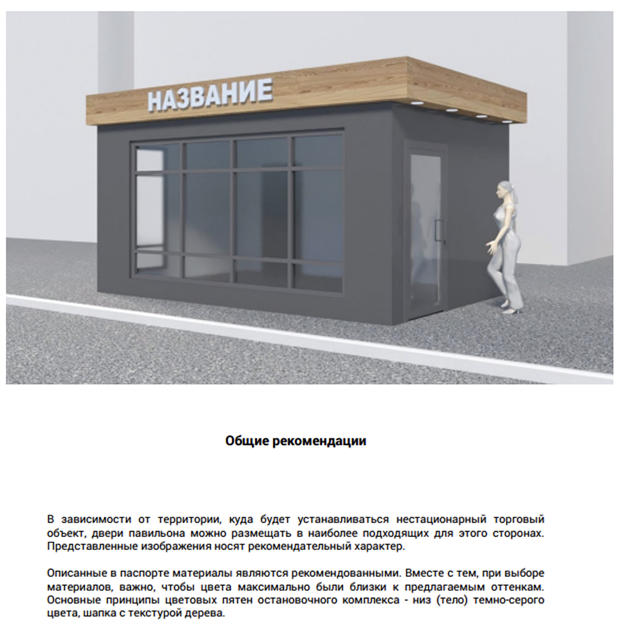 НАЗВАНИЕ
Общие рекомендации
В зависимости от территории, куда будет устанавливаться нестационарный торговый
объект, двери павильона можно размещать в наиболее подходящих для этого сторонах.
Представленные изображения носят рекомендательный характер.
Описанные в паспорте материалы являются рекомендованными. Вместе с тем, при выборе
материалов, важно, чтобы цвета максимально были близки к предлагаемым оттенкам.
Основные принципы цветовых пятен остановочного комплекса - низ (тело) темно-серого
цвета, шапка с текстурой дерева.